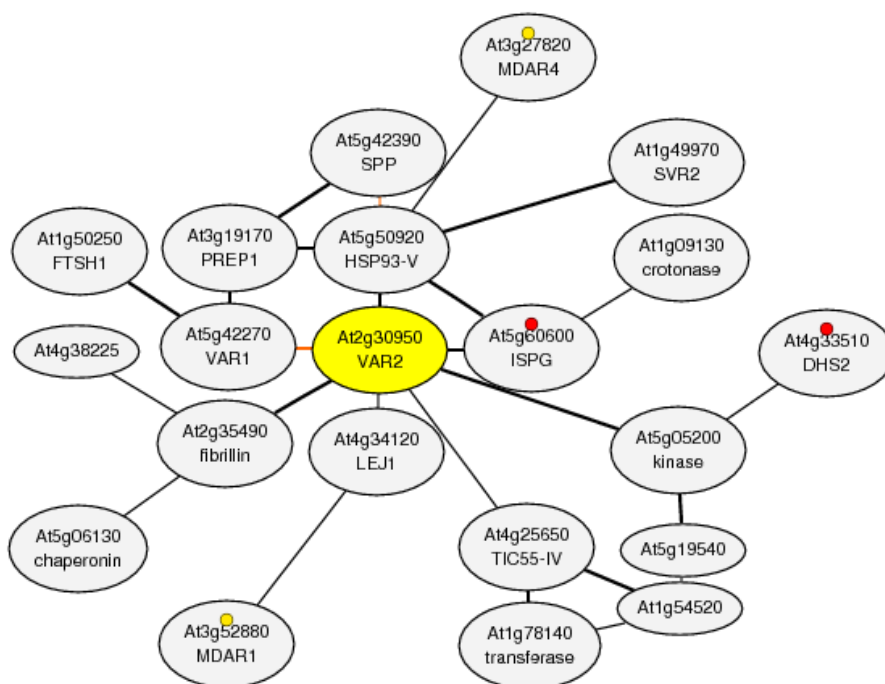 At3g27820
MDAR4
At5g42390
SPP
At1g49970
SVR2
At1g50250
FTSH1
At3g19170
PREP1
At5g50920
HSP93-V
At1g09130
crotonase
At4g38225
At5g42270
VAR1
At2g30950
VAR2
At5g60600
ISPG
At4g33510
DHS2
At2g35490
fibrillin
At4g34120
LEJ1
At5g05200
kinase
At5g06130
chaperonin
At4g25650
TIC55-IV
At5g19540
At1g54520
At3g52880
MDAR1
At1g78140
transferase